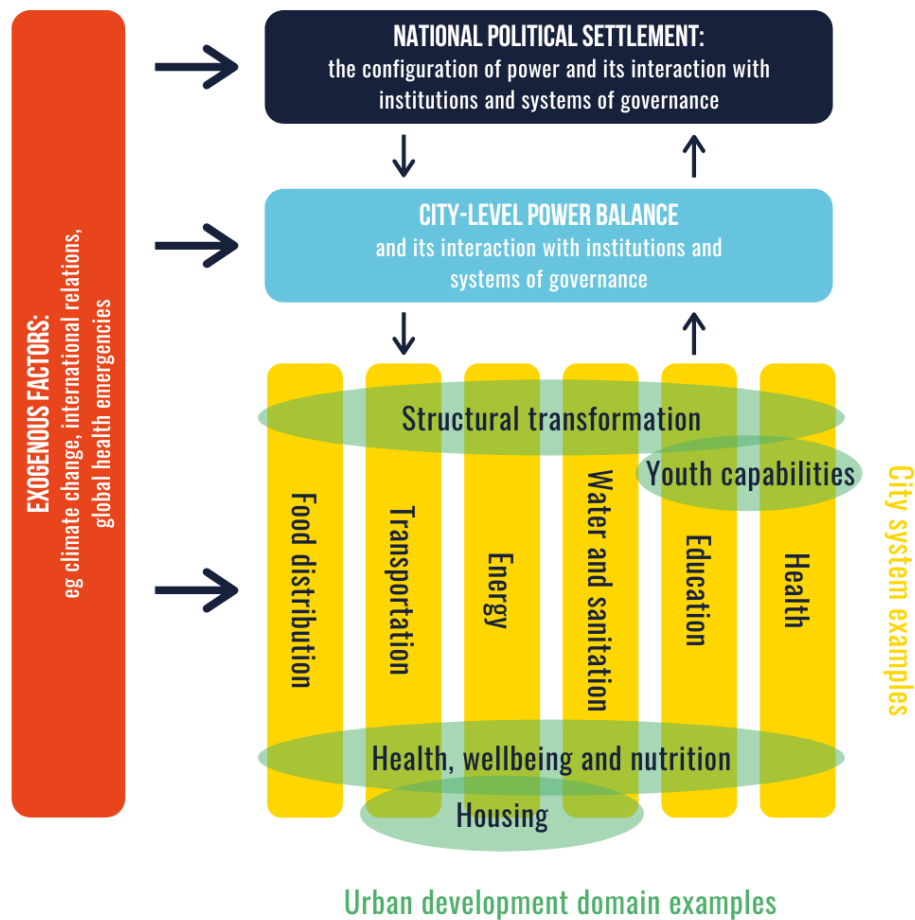 EXOGENOUS FACTORS:
eg climate change, international relations,
global health emergencies
NATIONAL POLITICAL SETTLEMENT:
the configuration of power and its interaction with
institutions and systems of governance
CITY-LEVEL POWER BALANCE
and its interaction with institutions and
systems of governance
Structural transformation
Youth capabilities
Food distribution
Transportation
Energy
Water and sanitation
Education
Health
Health, wellbeing and nutrition
Housing
City system examples
Urban development domain examples